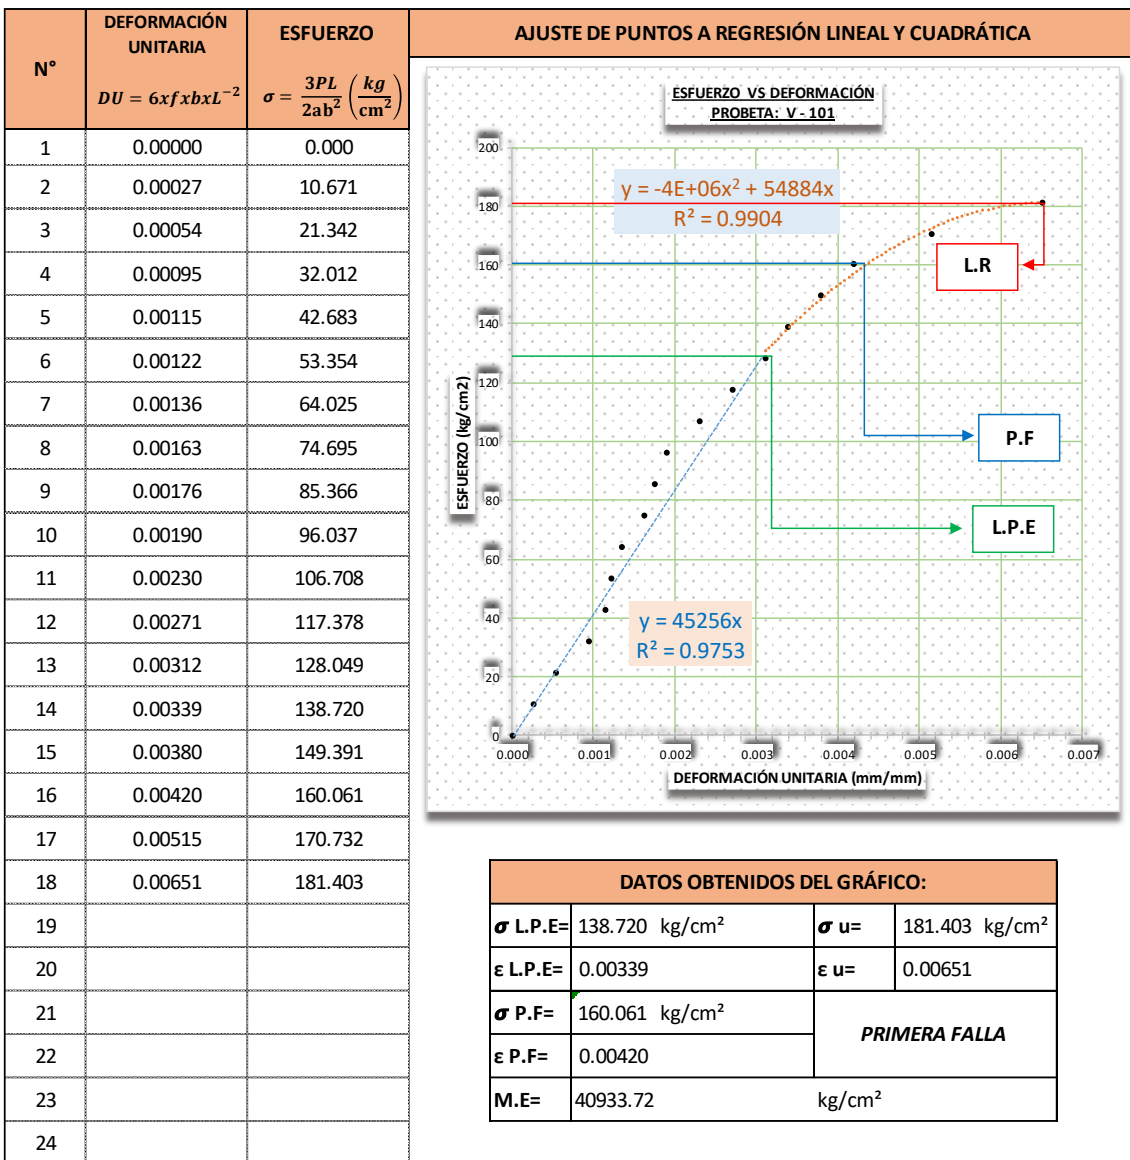 N°
DEFORMACIÓN
UNITARIA
DU = 6xfxbxL⁻²
ESFUERZO
σ = 3PL / 2ab² (kg / cm²)
AJUSTE DE PUNTOS A REGRESIÓN LINEAL Y CUADRÁTICA
1 0.00000 0.000
2 0.00027 10.671
3 0.00054 21.342
4 0.00095 32.012
5 0.00115 42.683
6 0.00122 53.354
7 0.00136 64.025
8 0.00163 74.695
9 0.00176 85.366
10 0.00190 96.037
11 0.00230 106.708
12 0.00271 117.378
13 0.00312 128.049
14 0.00339 138.720
15 0.00380 149.391
16 0.00420 160.061
17 0.00515 170.732
18 0.00651 181.403
19
20
21
22
23
24
ESFUERZO VS DEFORMACIÓN
PROBETA: V - 101
200
180
160
140
120
100
80
60
40
20
0
ESFUERZO (kg/cm2)
y = -4E+06x² + 54884x
R² = 0.9904
L.R
P.F
L.P.E
y = 45256x
R² = 0.9753
0.000 0.001 0.002 0.003 0.004 0.005 0.006 0.007
DEFORMACIÓN UNITARIA (mm/mm)
DATOS OBTENIDOS DEL GRÁFICO:
σ L.P.E= 138.720 kg/cm² σ u= 181.403 kg/cm²
ε L.P.E= 0.00339 ε u= 0.00651
σ P.F= 160.061 kg/cm²
PRIMERA FALLA
ε P.F= 0.00420
M.E= 40933.72 kg/cm²